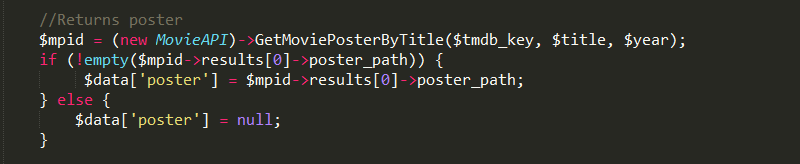 //Returns poster
$mpid = (new MovieAPI)->GetMoviePosterByTitle($tmdb_key, $title, $year);
if (!empty($mpid->results[0]->poster_path)) {
$data['poster'] = $mpid->results[0]->poster_path;
} else {
$data['poster'] = null;
}